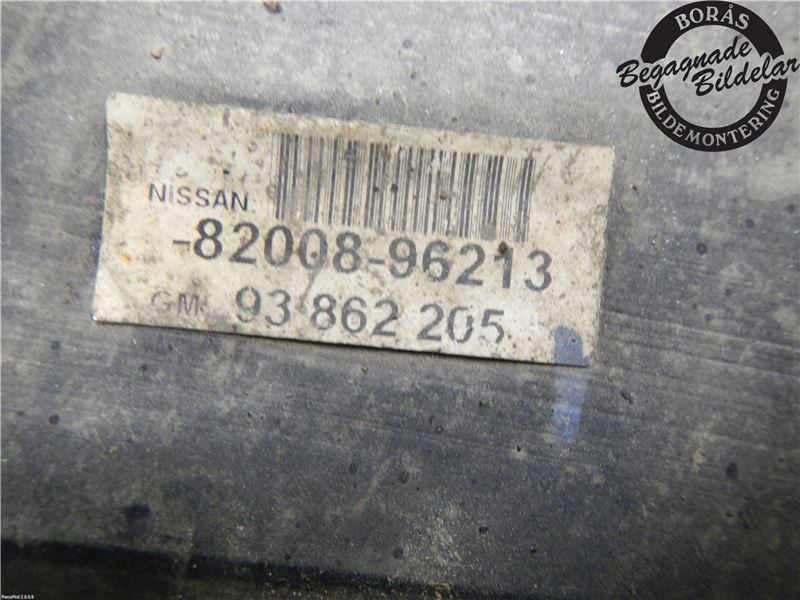 BORÅS
Begagnade
Bildelar
BILDEMONTERING
NISSAN:
-82008-96213
GM: 93 862 205